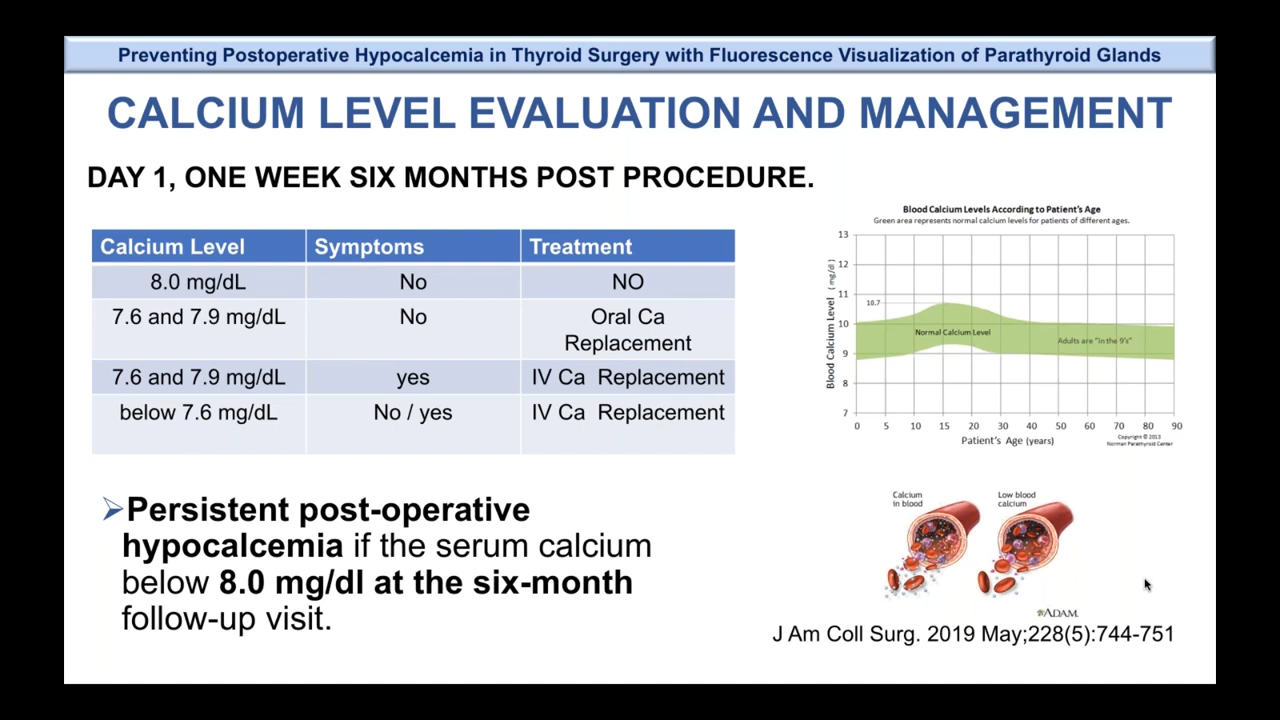 Preventing Postoperative Hypocalcemia in Thyroid Surgery with Fluorescence Visualization of Parathyroid Glands
CALCIUM LEVEL EVALUATION AND MANAGEMENT
DAY 1, ONE WEEK SIX MONTHS POST PROCEDURE.
Calcium Level Symptoms Treatment
8.0 mg/dL No NO
7.6 and 7.9 mg/dL No Oral Ca
Replacement
7.6 and 7.9 mg/dL yes IV Ca Replacement
below 7.6 mg/dL No / yes IV Ca Replacement
➢Persistent post-operative
hypocalcemia if the serum calcium
below 8.0 mg/dl at the six-month
follow-up visit.
Blood Calcium Levels According to Patient's Age
Green area represents normal calcium levels for patients of different ages.
Blood Calcium Level (mg/dl)
13
12
11
10.7
10
9
8
7
Normal Calcium Level
Adults are "in the 9's"
0 5 10 15 20 30 40 50 60 70 80 90
Patient's Age (years)
Copyright © 2013
Norman Parathyroid Center
Calcium
in blood
Low blood
calcium
ADAM.
J Am Coll Surg. 2019 May;228(5):744-751